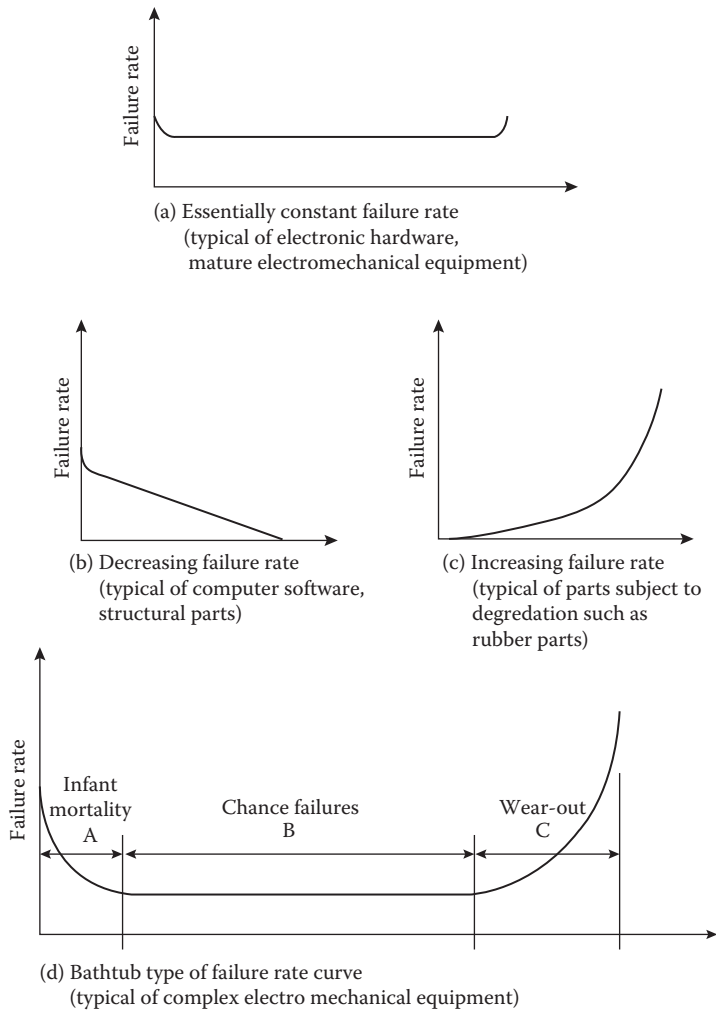 Failure rate
(a) Essentially constant failure rate
(typical of electronic hardware,
mature electromechanical equipment)
Failure rate
(b) Decreasing failure rate
(typical of computer software,
structural parts)
Failure rate
(c) Increasing failure rate
(typical of parts subject to
degredation such as
rubber parts)
Failure rate
Infant
mortality
A
Chance failures
B
Wear-out
C
(d) Bathtub type of failure rate curve
(typical of complex electro mechanical equipment)